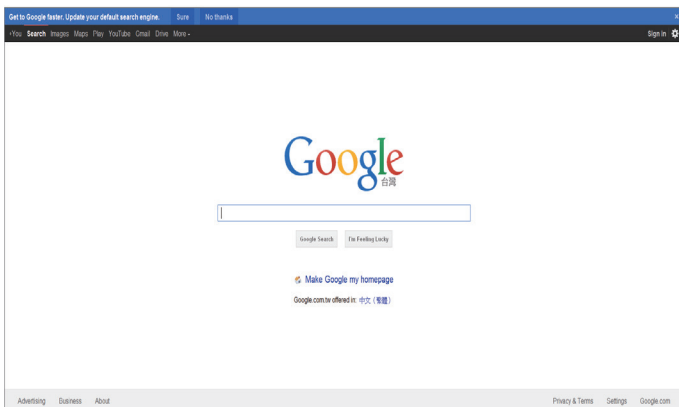 Get to Google faster. Update your default search engine. Sure No thanks x
+You Search Images Maps Play YouTube Gmail Drive More Sign in
Google
台灣
Google Search I'm Feeling Lucky
Make Google my homepage
Google.com.tw offered in: 中文（繁體）
Advertising Business About Privacy & Terms Settings Google.com